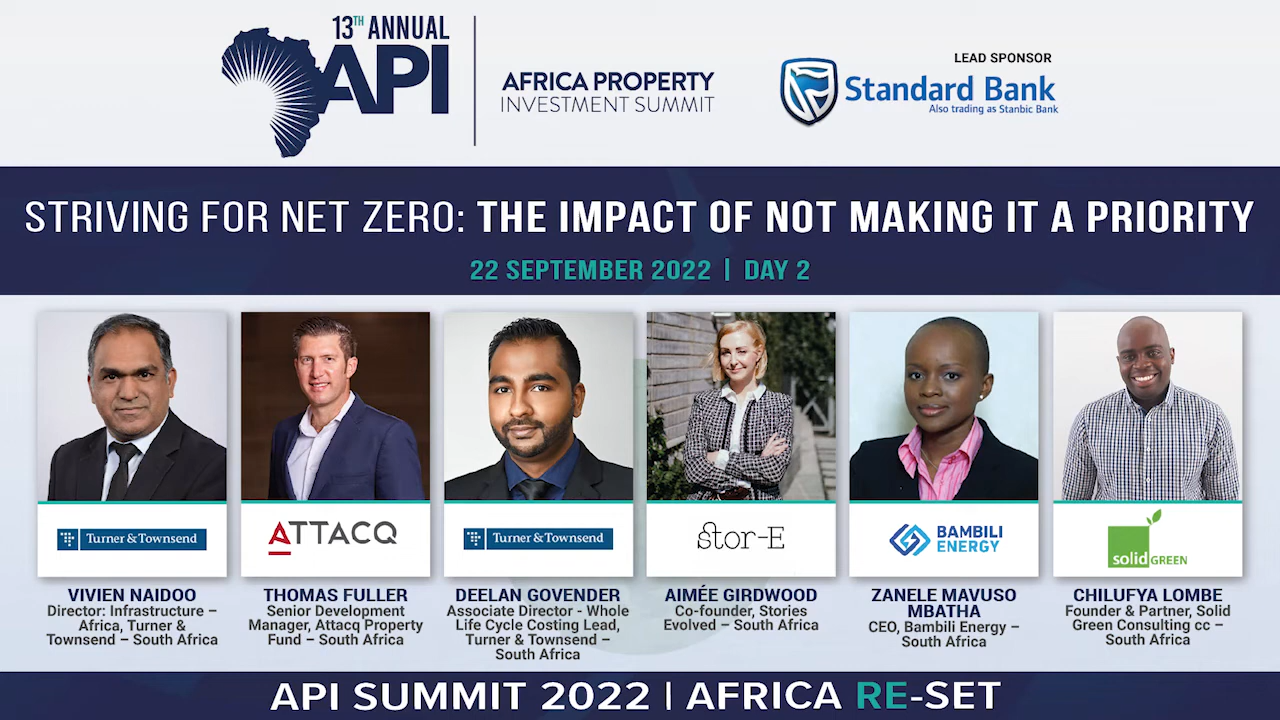 13TH ANNUAL
API
AFRICA PROPERTY
INVESTMENT SUMMIT
LEAD SPONSOR
Standard Bank
Also trading as Stanbic Bank
STRIVING FOR NET ZERO: THE IMPACT OF NOT MAKING IT A PRIORITY
22 SEPTEMBER 2022 | DAY 2
Turner & Townsend
VIVIEN NAIDOO
Director: Infrastructure –
Africa, Turner &
Townsend – South Africa
ATTACQ
THOMAS FULLER
Senior Development
Manager, Attacq Property
Fund – South Africa
Turner & Townsend
DEELAN GOVENDER
Associate Director - Whole
Life Cycle Costing Lead,
Turner & Townsend –
South Africa
Stor-E
AIMÉE GIRDWOOD
Co-founder, Stories
Evolved – South Africa
BAMBILI
ENERGY
ZANELE MAVUSO
MBATHA
CEO, Bambili Energy –
South Africa
solid GREEN
CHILUFYA LOMBE
Founder & Partner, Solid
Green Consulting cc –
South Africa
API SUMMIT 2022 | AFRICA RE-SET